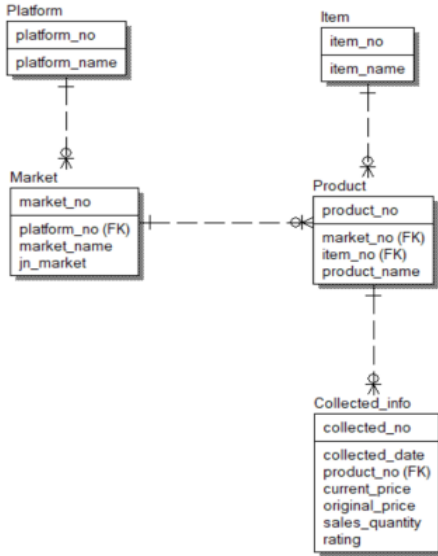 Platform
platform_no
platform_name
Item
item_no
item_name
Market
market_no
platform_no (FK)
market_name
jn_market
Product
product_no
market_no (FK)
item_no (FK)
product_name
Collected_info
collected_no
collected_date
product_no (FK)
current_price
original_price
sales_quantity
rating